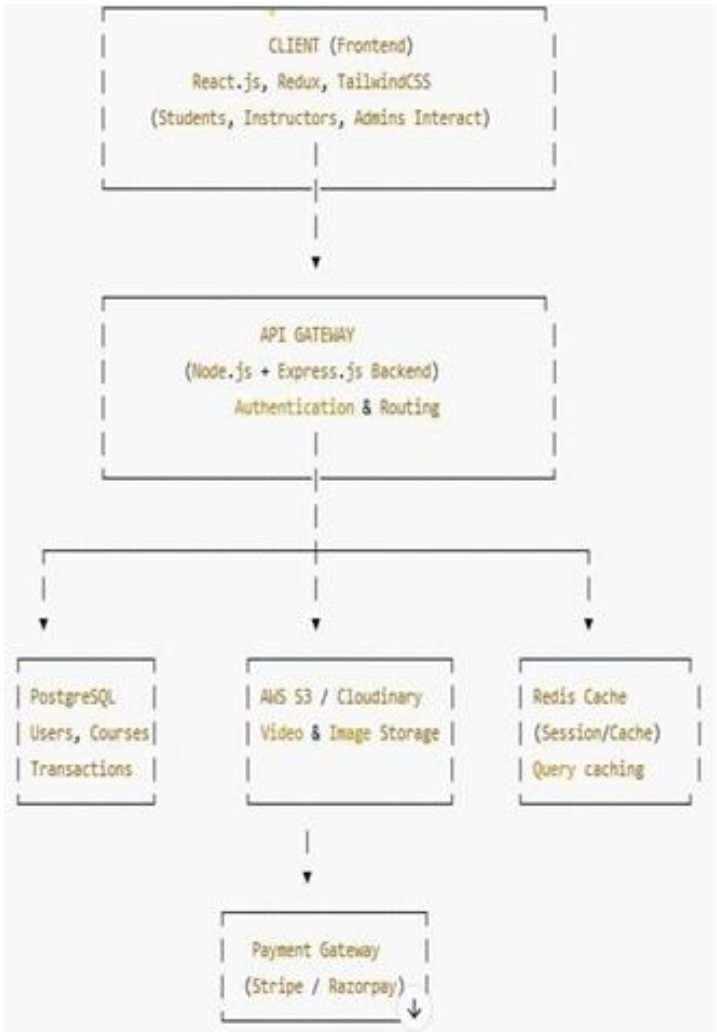 CLIENT (Frontend)
React.js, Redux, TailwindCSS
(Students, Instructors, Admins Interact)
API GATEWAY
(Node.js + Express.js Backend)
Authentication & Routing
PostgreSQL
Users, Courses
Transactions
AWS S3 / Cloudinary
Video & Image Storage
Redis Cache
(Session/Cache)
Query caching
Payment Gateway
(Stripe / Razorpay)